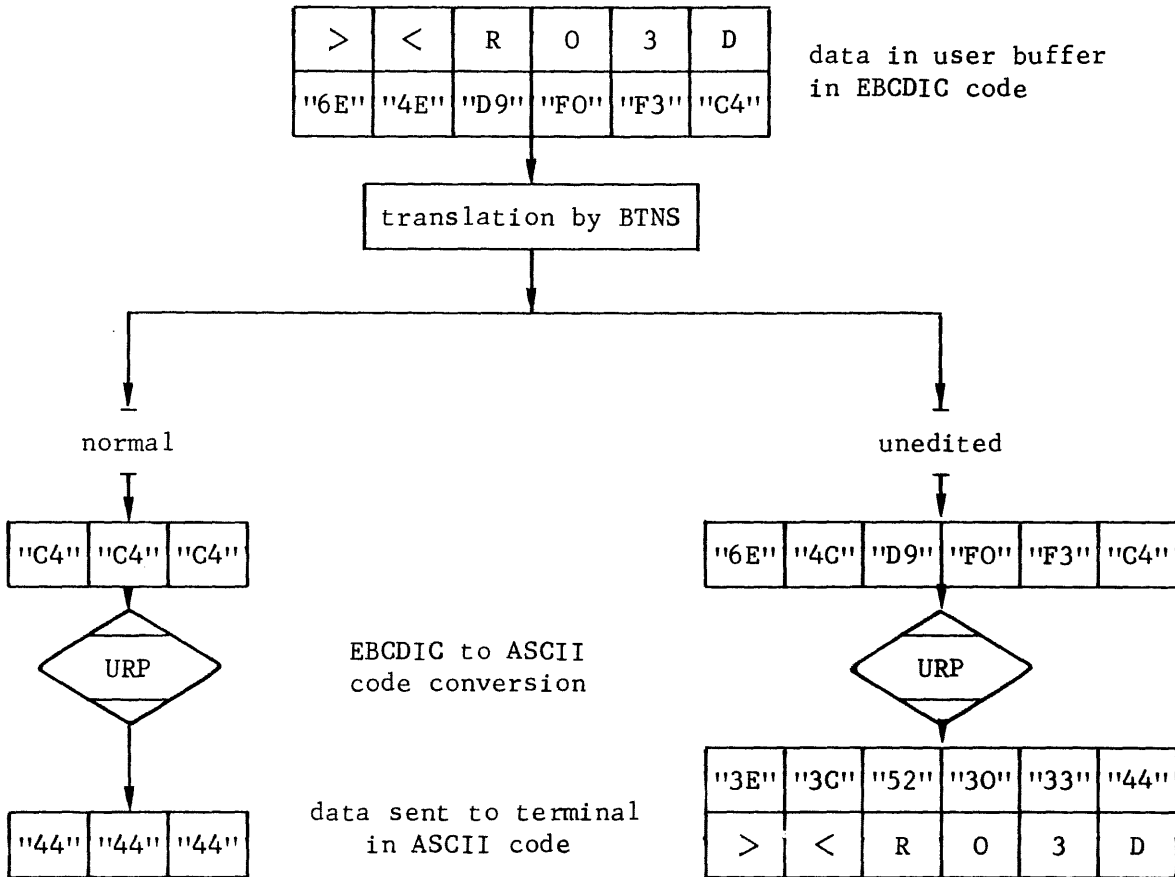 > < R 0 3 D
"6E" "4E" "D9" "F0" "F3" "C4"
data in user buffer
in EBCDIC code
translation by BTNS
normal
unedited
"C4" "C4" "C4"
"6E" "4C" "D9" "F0" "F3" "C4"
URP
EBCDIC to ASCII
code conversion
URP
"44" "44" "44"
data sent to terminal
in ASCII code
"3E" "3C" "52" "30" "33" "44"
> < R 0 3 D